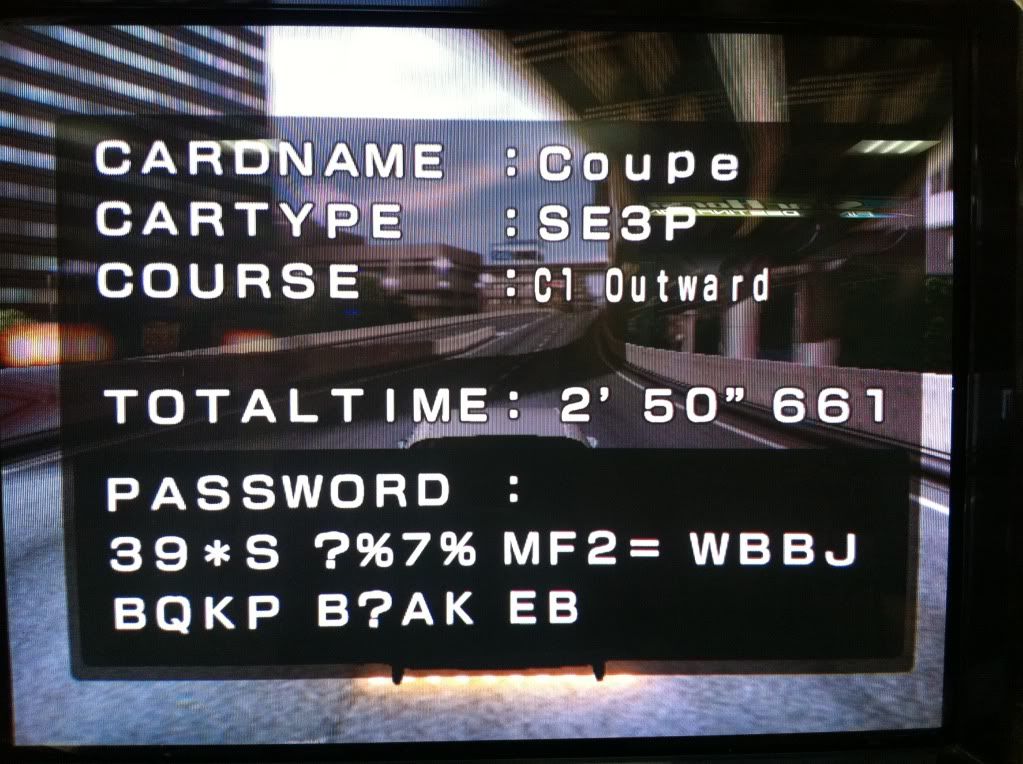 CARDNAME : Coupe
CARTYPE : SE3P
COURSE : C1 Outward
TOTALTIME: 2’ 50” 661
PASSWORD :
39*S ?%7% MF2= WBBJ
BQKP B?AK EB